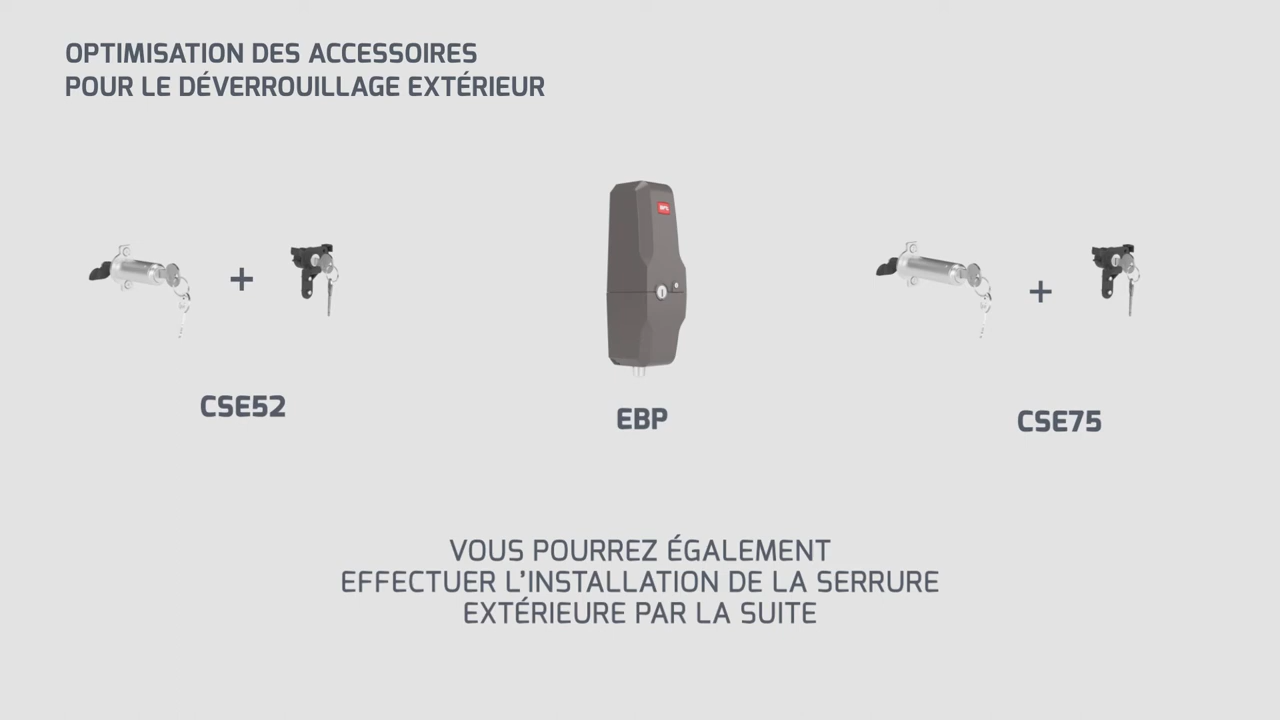 OPTIMISATION DES ACCESSOIRES
POUR LE DÉVERROUILLAGE EXTÉRIEUR
+
+
CSE52
EBP
CSE75
VOUS POURREZ ÉGALEMENT
EFFECTUER L'INSTALLATION DE LA SERRURE
EXTÉRIEURE PAR LA SUITE